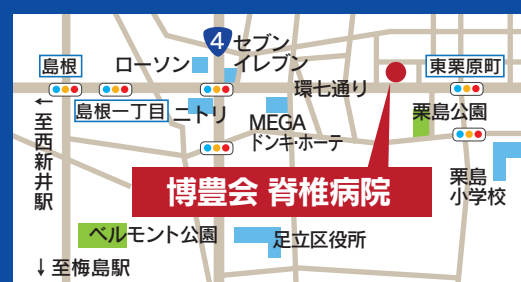 4
セブン
イレブン
ローソン
島根
東栗原町
環七通り
島根一丁目
ニトリ
MEGA
ドンキ・ホーテ
栗島公園
←至西新井駅
博豊会 脊椎病院
栗島
小学校
ベルモント公園
足立区役所
↓至梅島駅